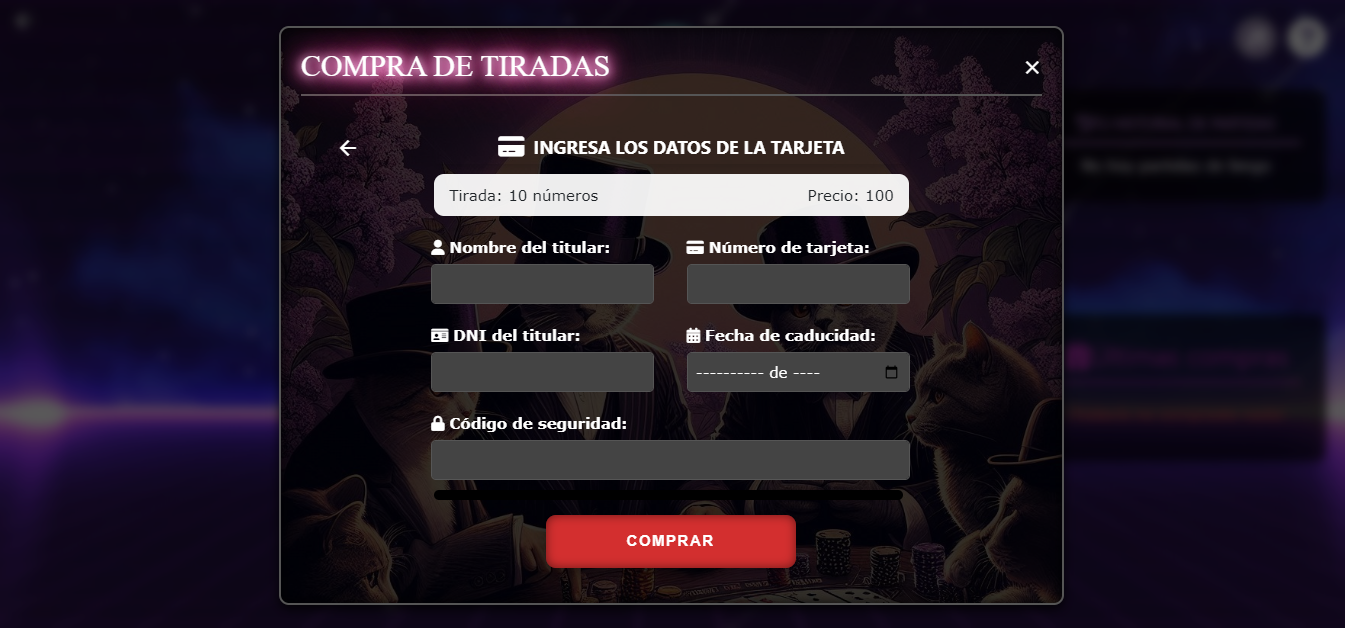 COMPRA DE TIRADAS
INGRESA LOS DATOS DE LA TARJETA
Tirada: 10 números
Precio: 100
Nombre del titular:
Número de tarjeta:
DNI del titular:
Fecha de caducidad:
---------- de ----
Código de seguridad:
COMPRAR